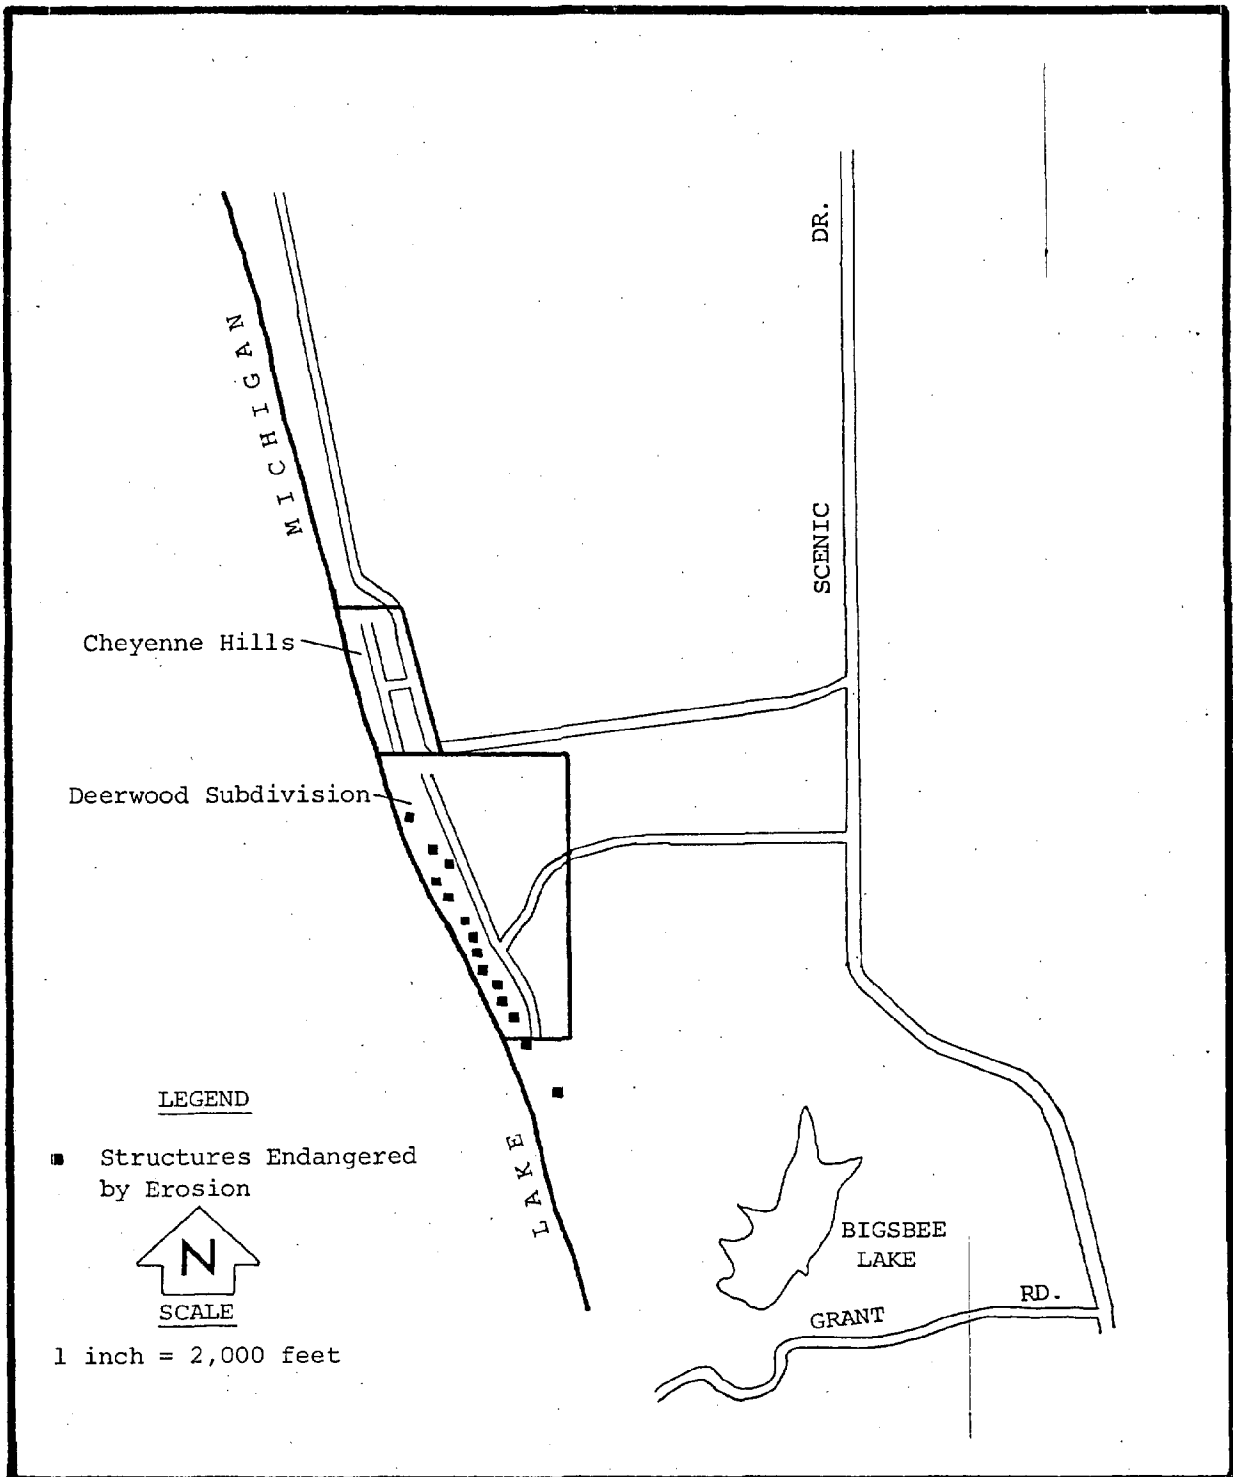 DR.
MICHIGAN
SCENIC
Cheyenne Hills
Deerwood Subdivision
LEGEND
Structures Endangered
by Erosion
LAKE
N
SCALE
1 inch = 2,000 feet
BIGSBEE
LAKE
GRANT
RD.